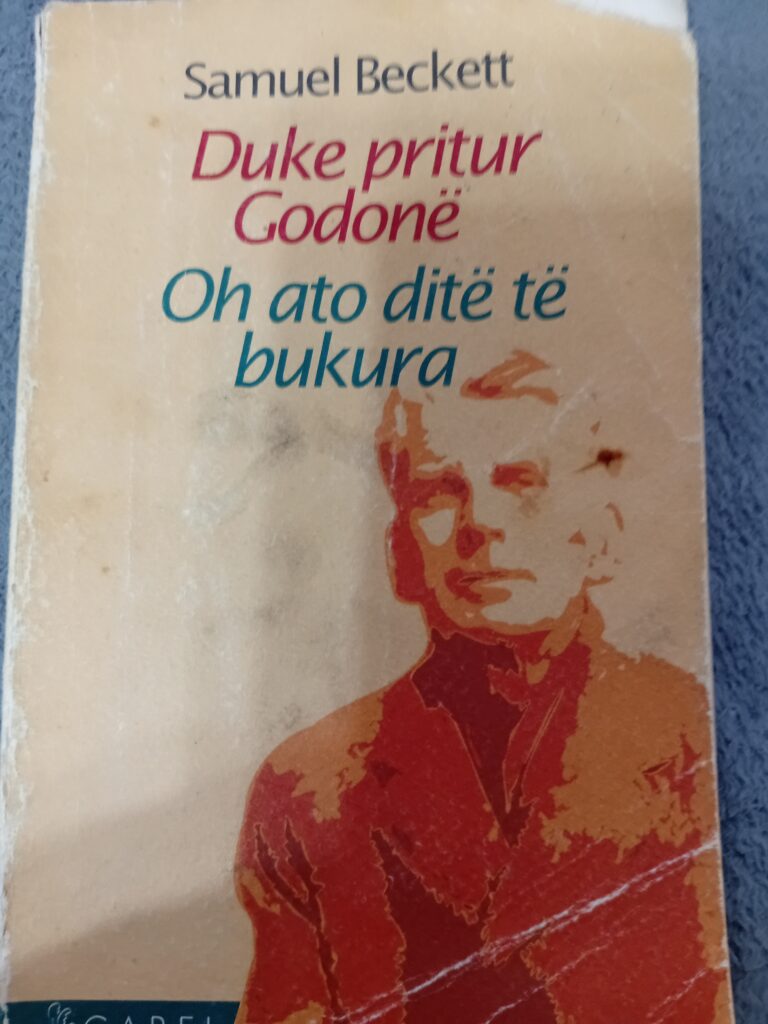 Samuel Beckett
Duke pritur
Godonë
Oh ato ditë të
bukura